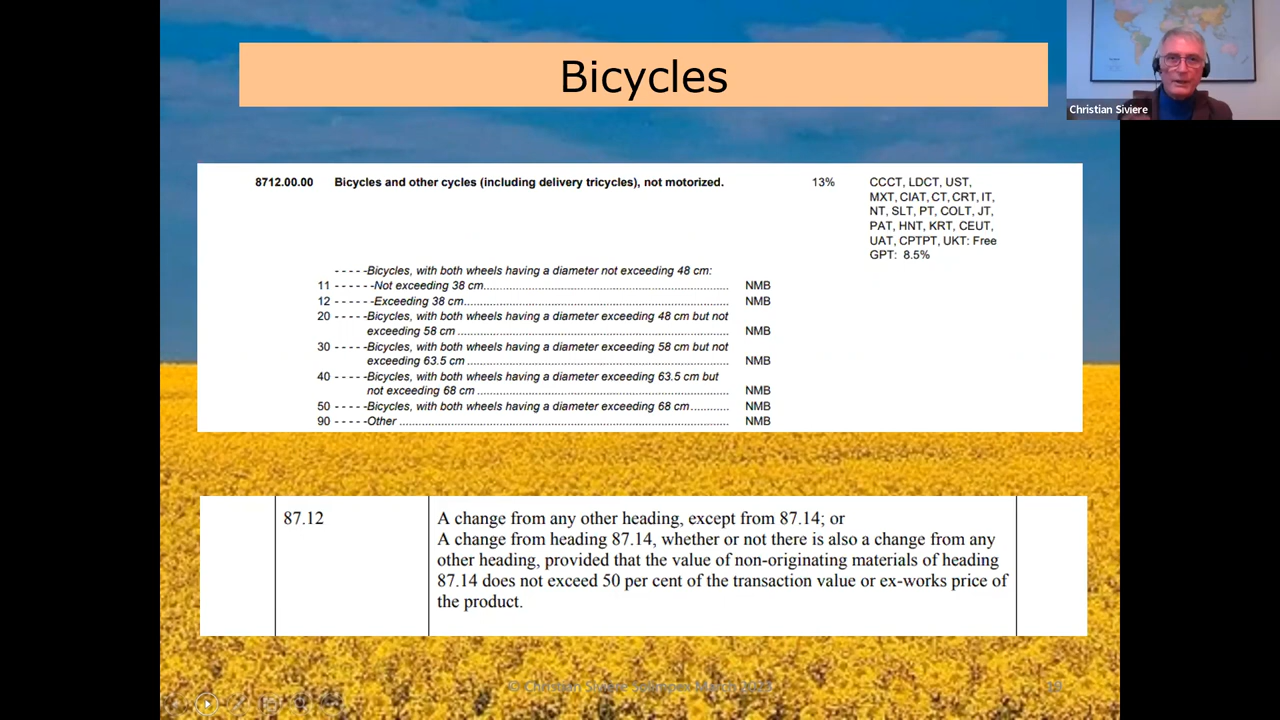 Bicycles
Christian Siviere
8712.00.00 Bicycles and other cycles (including delivery tricycles), not motorized. 13% CCCT, LDCT, UST,
MXT, CIAT, CT, CRT, IT,
NT, SLT, PT, COLT, JT,
PAT, HNT, KRT, CEUT,
UAT, CPTPT, UKT: Free
GPT: 8.5%
-----Bicycles, with both wheels having a diameter not exceeding 48 cm:
11 ------Not exceeding 38 cm NMB
12 ------Exceeding 38 cm NMB
20 -----Bicycles, with both wheels having a diameter exceeding 48 cm but not
exceeding 58 cm NMB
30 -----Bicycles, with both wheels having a diameter exceeding 58 cm but not
exceeding 63.5 cm NMB
40 -----Bicycles, with both wheels having a diameter exceeding 63.5 cm but
not exceeding 68 cm NMB
50 -----Bicycles, with both wheels having a diameter exceeding 68 cm NMB
90 -----Other NMB
87.12 A change from any other heading, except from 87.14; or
A change from heading 87.14, whether or not there is also a change from any
other heading, provided that the value of non-originating materials of heading
87.14 does not exceed 50 per cent of the transaction value or ex-works price of
the product.
© Christian Siviere